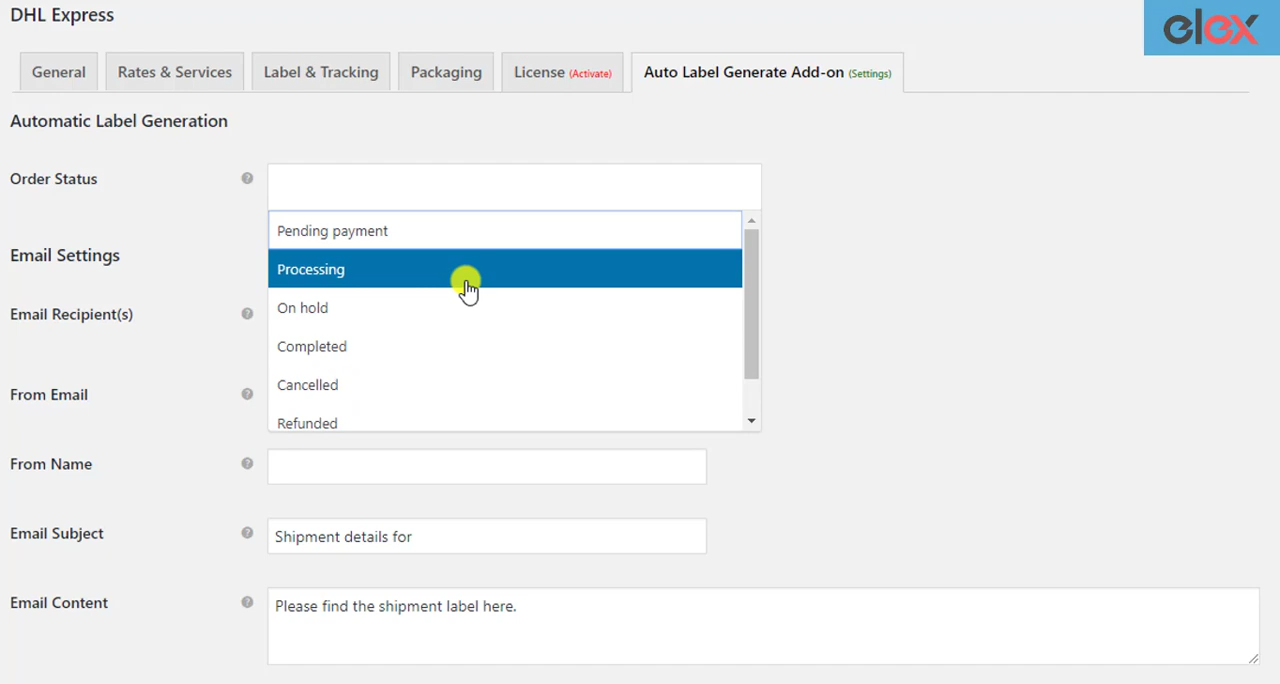 DHL Express
elex
General Rates & Services Label & Tracking Packaging License (Activate) Auto Label Generate Add-on (Settings)
Automatic Label Generation
Order Status
Pending payment
Email Settings
Processing
On hold
Email Recipient(s)
Completed
Cancelled
From Email
Refunded
From Name
Email Subject Shipment details for
Email Content Please find the shipment label here.